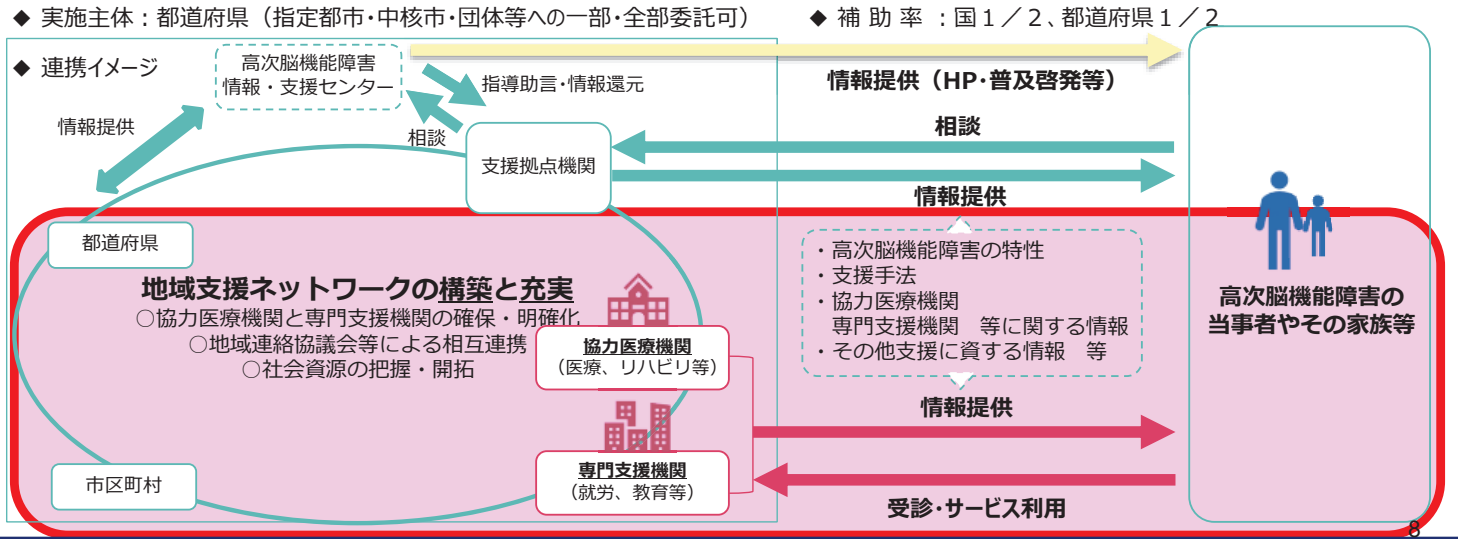 ◆ 実施主体：都道府県（指定都市・中核市・団体等への一部・全部委託可）
◆ 補 助 率 ：国１／２、都道府県１／２
◆ 連携イメージ
高次脳機能障害
情報・支援センター
指導助言・情報還元
情報提供（HP・普及啓発等）
情報提供
相談
相談
支援拠点機関
情報提供
都道府県
・高次脳機能障害の特性
・支援手法
・協力医療機関
専門支援機関　等に関する情報
・その他支援に資する情報　等
地域支援ネットワークの構築と充実
○協力医療機関と専門支援機関の確保・明確化
○地域連絡協議会等による相互連携
○社会資源の把握・開拓
高次脳機能障害の
当事者やその家族等
協力医療機関
（医療、リハビリ等）
情報提供
専門支援機関
（就労、教育等）
市区町村
受診・サービス利用
8